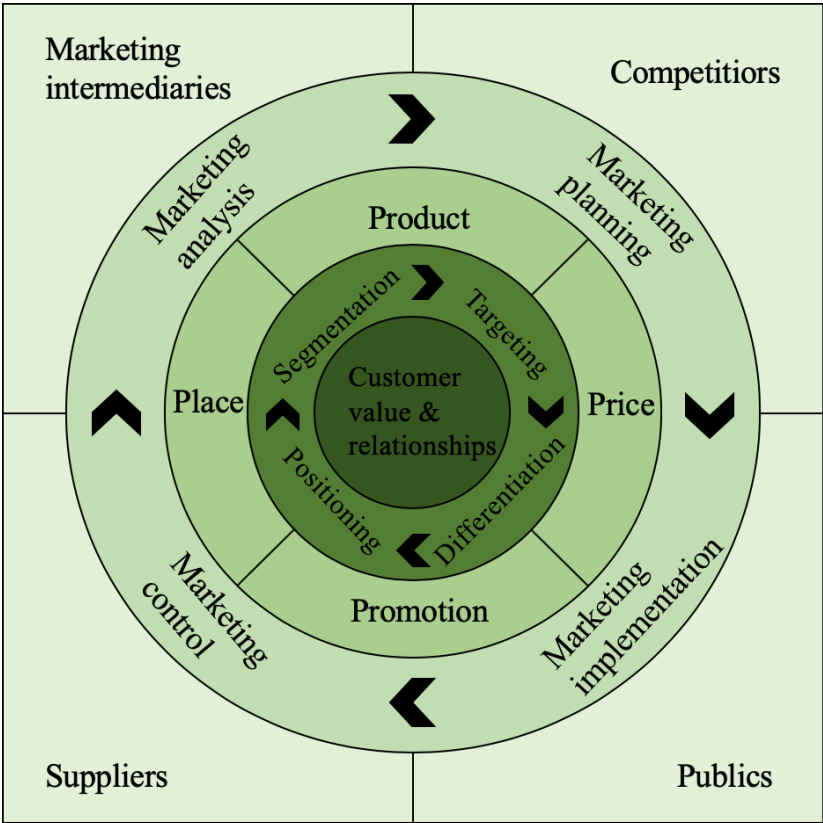 Marketing
intermediaries
Competitiors
Marketing
analysis
Marketing
planning
Product
Segmentation
Targeting
Place
Customer
value &
relationships
Price
Positioning
Differentiation
Promotion
Marketing
control
Marketing
implementation
Suppliers
Publics